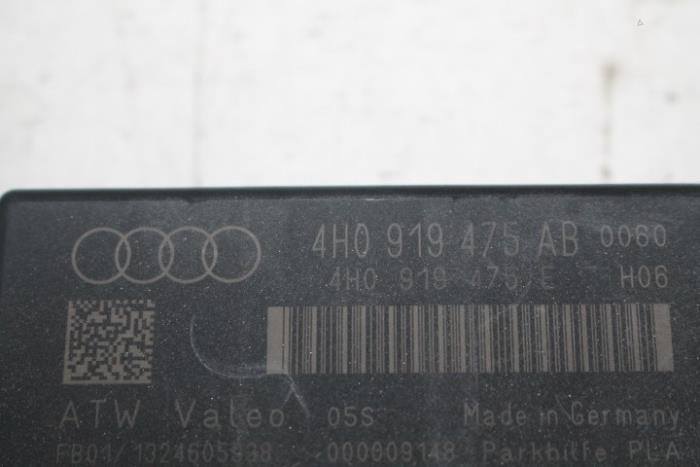 4H0 919 475 AB 0060
4H0 919 475 E H06
ATW Valeo 05S Made in Germany
FB01/ 1324605938 000009148 Parkhilfe PLA